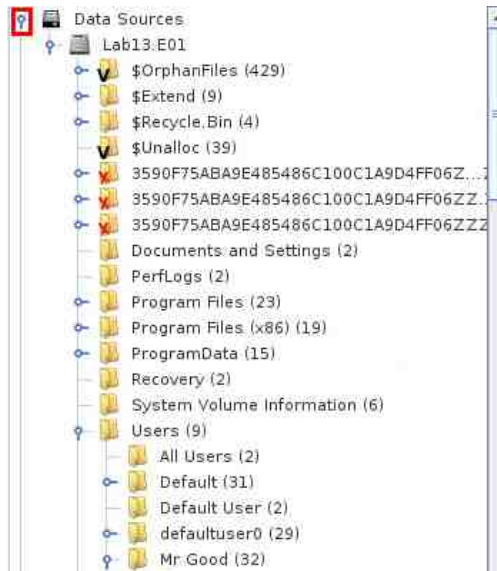 Data Sources
Lab13.E01
$OrphanFiles (429)
$Extend (9)
$Recycle.Bin (4)
$Unalloc (39)
3590F75ABA9E485486C100C1A9D4FF06Z...
3590F75ABA9E485486C100C1A9D4FF06ZZ.
3590F75ABA9E485486C100C1A9D4FF06ZZZ
Documents and Settings (2)
PerfLogs (2)
Program Files (23)
Program Files (x86) (19)
ProgramData (15)
Recovery (2)
System Volume Information (6)
Users (9)
All Users (2)
Default (31)
Default User (2)
defaultuser0 (29)
Mr Good (32)